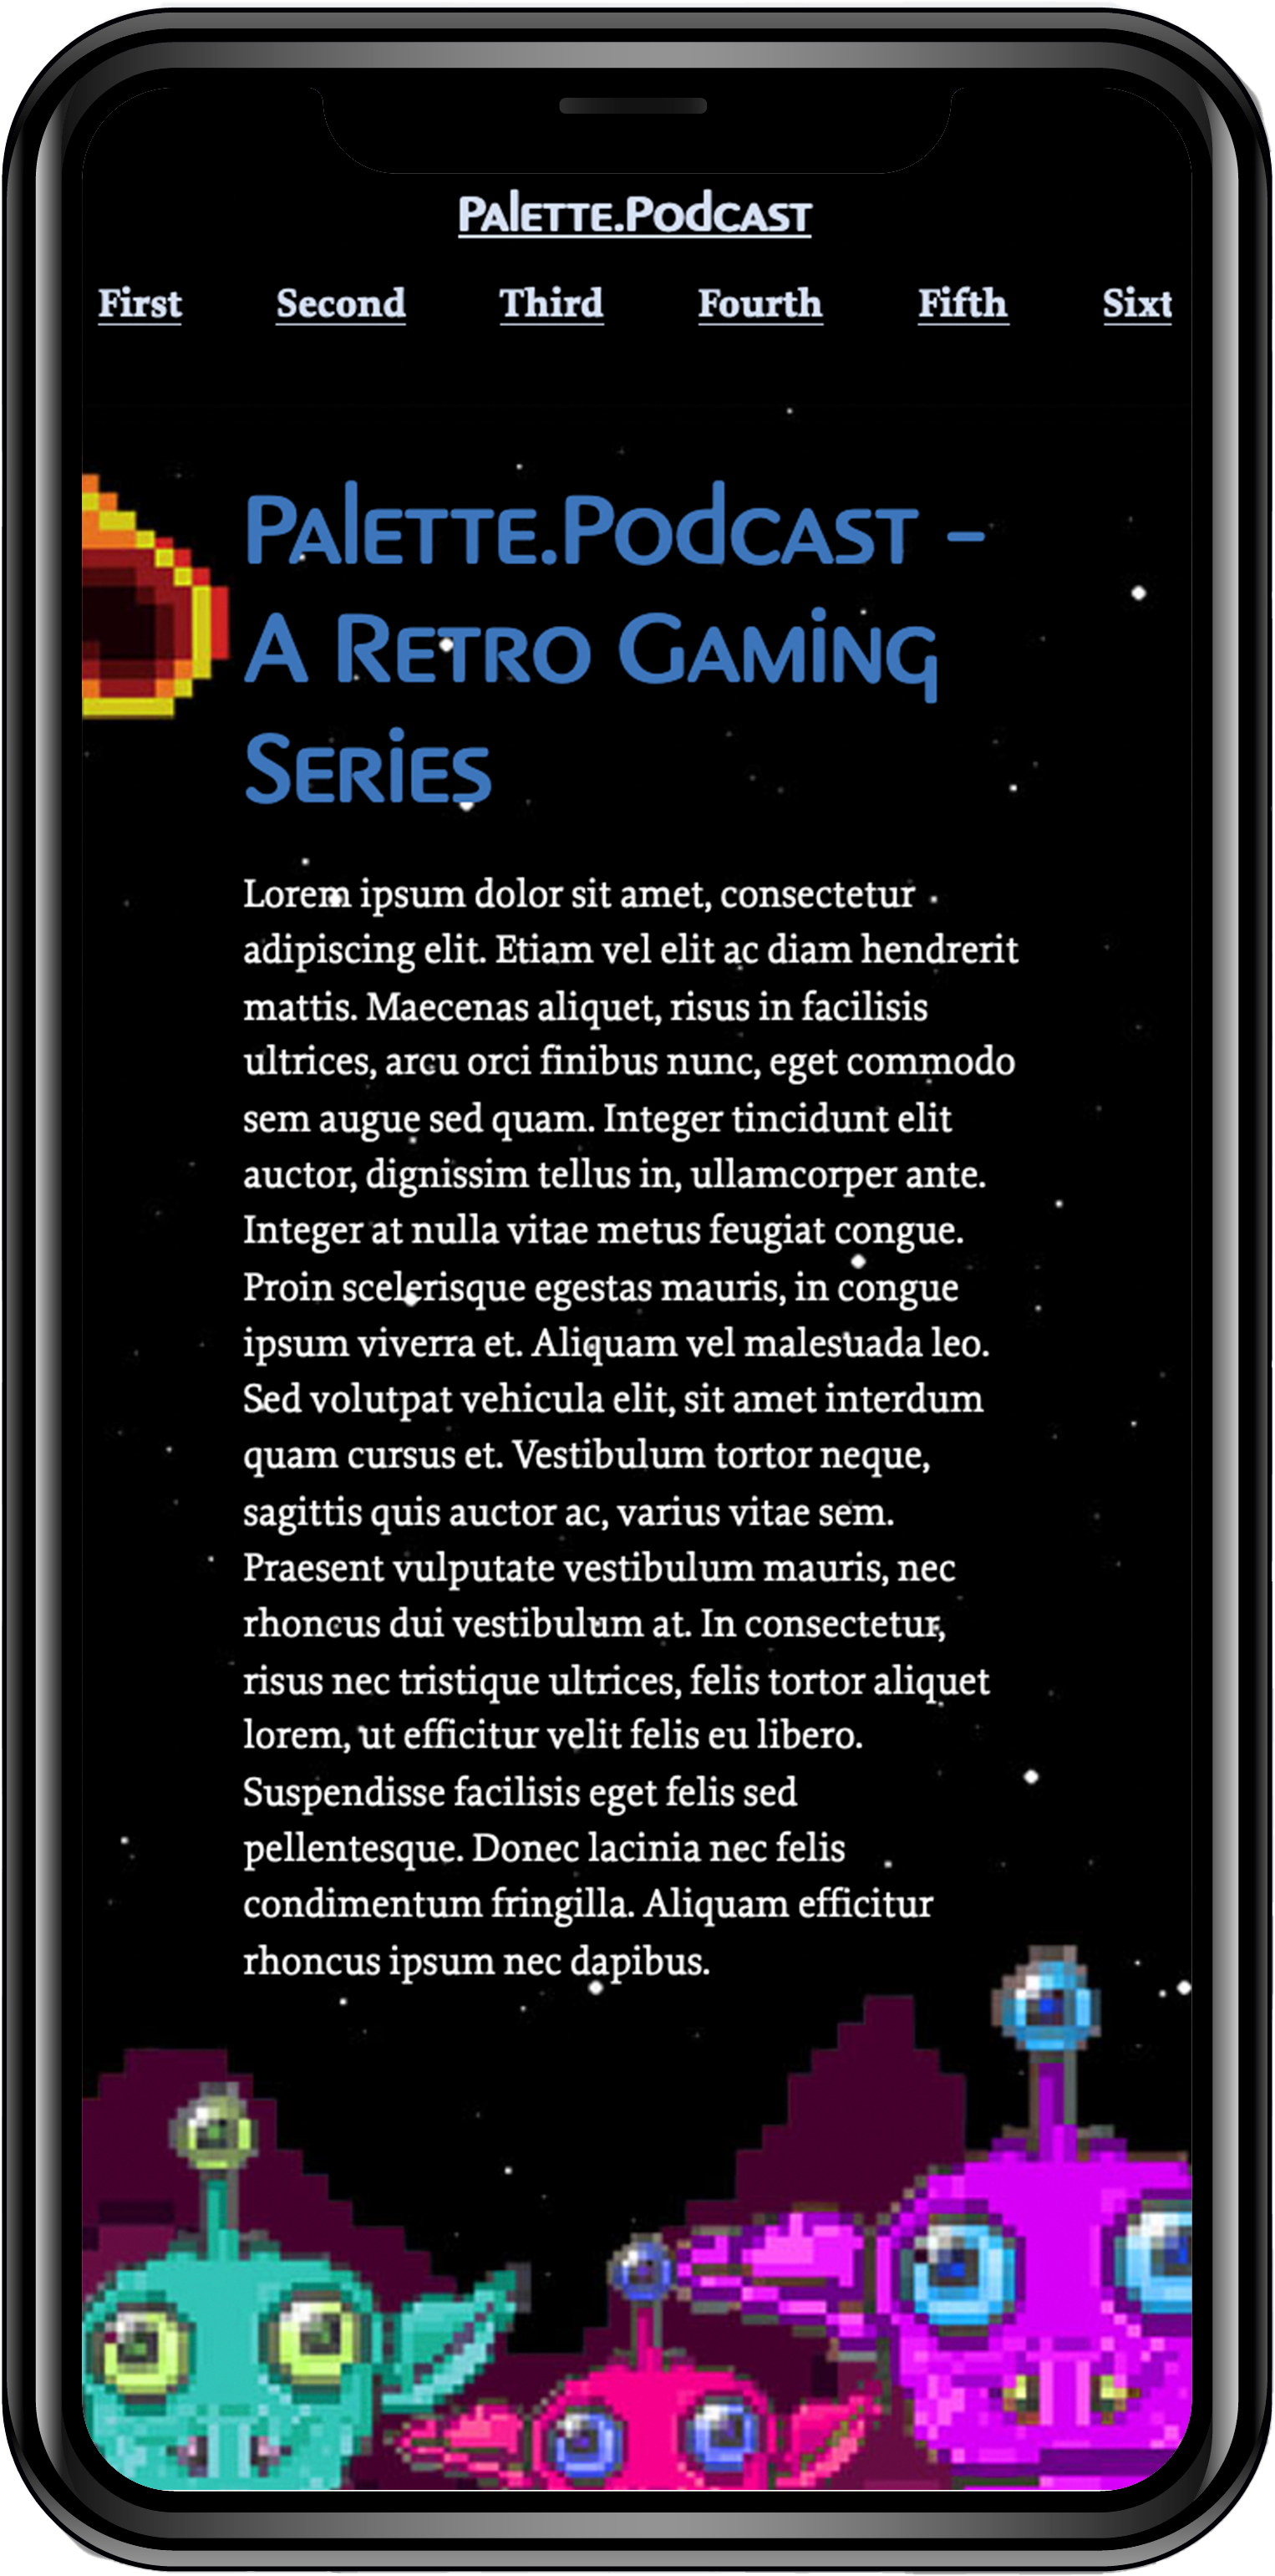 Palette.Podcast
First Second Third Fourth Fifth Sixt
Palette.Podcast –
A Retro Gaming
Series
Lorem ipsum dolor sit amet, consectetur
adipiscing elit. Etiam vel elit ac diam hendrerit
mattis. Maecenas aliquet, risus in facilisis
ultrices, arcu orci finibus nunc, eget commodo
sem augue sed quam. Integer tincidunt elit
auctor, dignissim tellus in, ullamcorper ante.
Integer at nulla vitae metus feugiat congue.
Proin scelerisque egestas mauris, in congue
ipsum viverra et. Aliquam vel malesuada leo.
Sed volutpat vehicula elit, sit amet interdum
quam cursus et. Vestibulum tortor neque,
sagittis quis auctor ac, varius vitae sem.
Praesent vulputate vestibulum mauris, nec
rhoncus dui vestibulum at. In consectetur,
risus nec tristique ultrices, felis tortor aliquet
lorem, ut efficitur velit felis eu libero.
Suspendisse facilisis eget felis sed
pellentesque. Donec lacinia nec felis
condimentum fringilla. Aliquam efficitur
rhoncus ipsum nec dapibus.